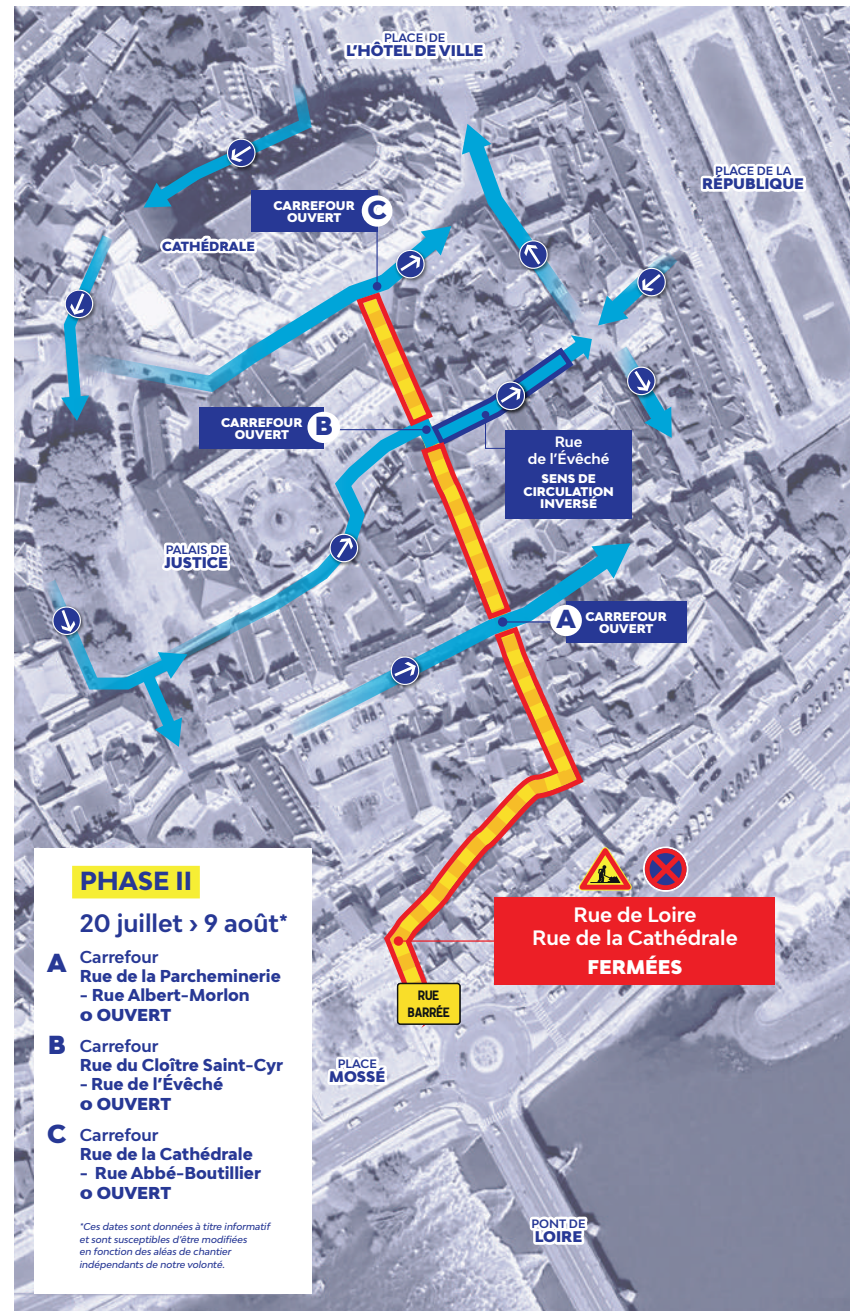 PLACE DE
L'HÔTEL DE VILLE
PLACE DE LA
RÉPUBLIQUE
CARREFOUR
OUVERT
C
CATHÉDRALE
CARREFOUR
OUVERT
B
Rue
de l'Évêché
SENS DE
CIRCULATION
INVERSÉ
PALAIS DE
JUSTICE
A
CARREFOUR
OUVERT
Rue de Loire
Rue de la Cathédrale
FERMÉES
RUE
BARRÉE
PLACE
MOSSÉ
PONT DE
LOIRE
PHASE II
20 juillet › 9 août*
A Carrefour
Rue de la Parcheminerie
- Rue Albert-Morlon
o OUVERT
B Carrefour
Rue du Cloître Saint-Cyr
- Rue de l'Évêché
o OUVERT
C Carrefour
Rue de la Cathédrale
- Rue Abbé-Boutillier
o OUVERT
*Ces dates sont données à titre informatif
et sont susceptibles d'être modifiées
en fonction des aléas de chantier
indépendants de notre volonté.